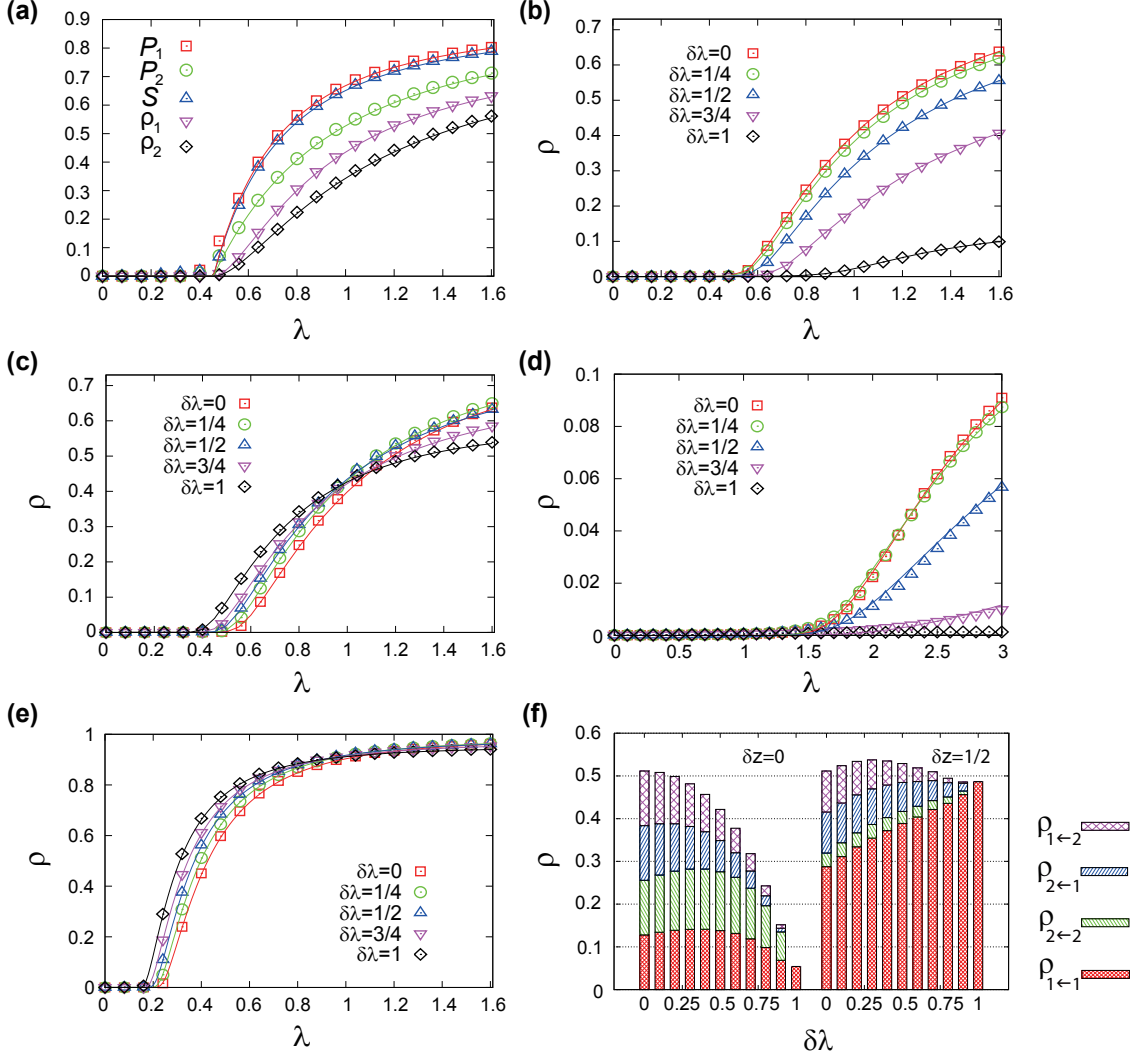 (a)
0.9
0.8
0.7
0.6
0.5
0.4
0.3
0.2
0.1
0
P1
P2
S
ρ1
ρ2
0 0.2 0.4 0.6 0.8 1 1.2 1.4 1.6
λ
(b)
0.7
0.6
0.5
0.4
0.3
0.2
0.1
0
ρ
δλ=0
δλ=1/4
δλ=1/2
δλ=3/4
δλ=1
0 0.2 0.4 0.6 0.8 1 1.2 1.4 1.6
λ
(c)
0.7
0.6
0.5
0.4
0.3
0.2
0.1
0
ρ
δλ=0
δλ=1/4
δλ=1/2
δλ=3/4
δλ=1
0 0.2 0.4 0.6 0.8 1 1.2 1.4 1.6
λ
(d)
0.1
0.08
0.06
0.04
0.02
0
ρ
δλ=0
δλ=1/4
δλ=1/2
δλ=3/4
δλ=1
0 0.5 1 1.5 2 2.5 3
λ
(e)
1
0.8
0.6
0.4
0.2
0
ρ
δλ=0
δλ=1/4
δλ=1/2
δλ=3/4
δλ=1
0 0.2 0.4 0.6 0.8 1 1.2 1.4 1.6
λ
(f)
0.6
0.5
0.4
0.3
0.2
0.1
0
ρ
δz=0 δz=1/2
0 0.25 0.5 0.75 1 0 0.25 0.5 0.75 1
δλ
ρ1←2
ρ2←1
ρ2←2
ρ1←1